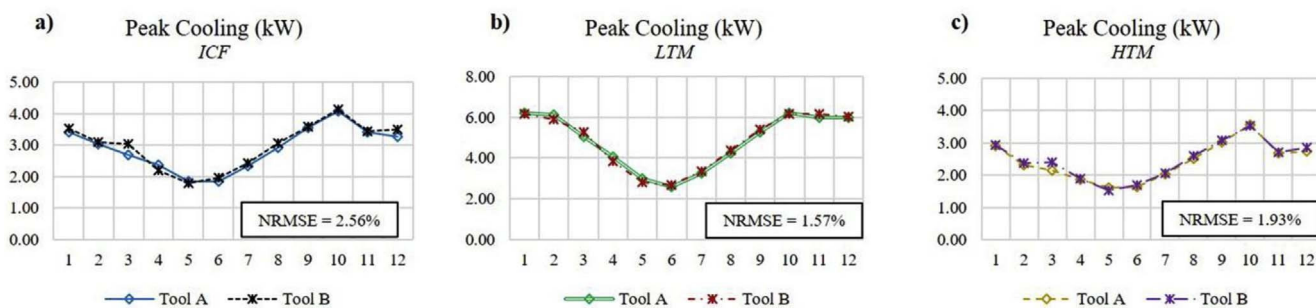 a)
Peak Cooling (kW)
ICF
5.00
4.00
3.00
2.00
1.00
0.00
NRMSE = 2.56%
1 2 3 4 5 6 7 8 9 10 11 12
Tool A Tool B
b)
Peak Cooling (kW)
LTM
8.00
6.00
4.00
2.00
0.00
NRMSE = 1.57%
1 2 3 4 5 6 7 8 9 10 11 12
Tool A Tool B
c)
Peak Cooling (kW)
HTM
5.00
4.00
3.00
2.00
1.00
0.00
NRMSE = 1.93%
1 2 3 4 5 6 7 8 9 10 11 12
Tool A Tool B